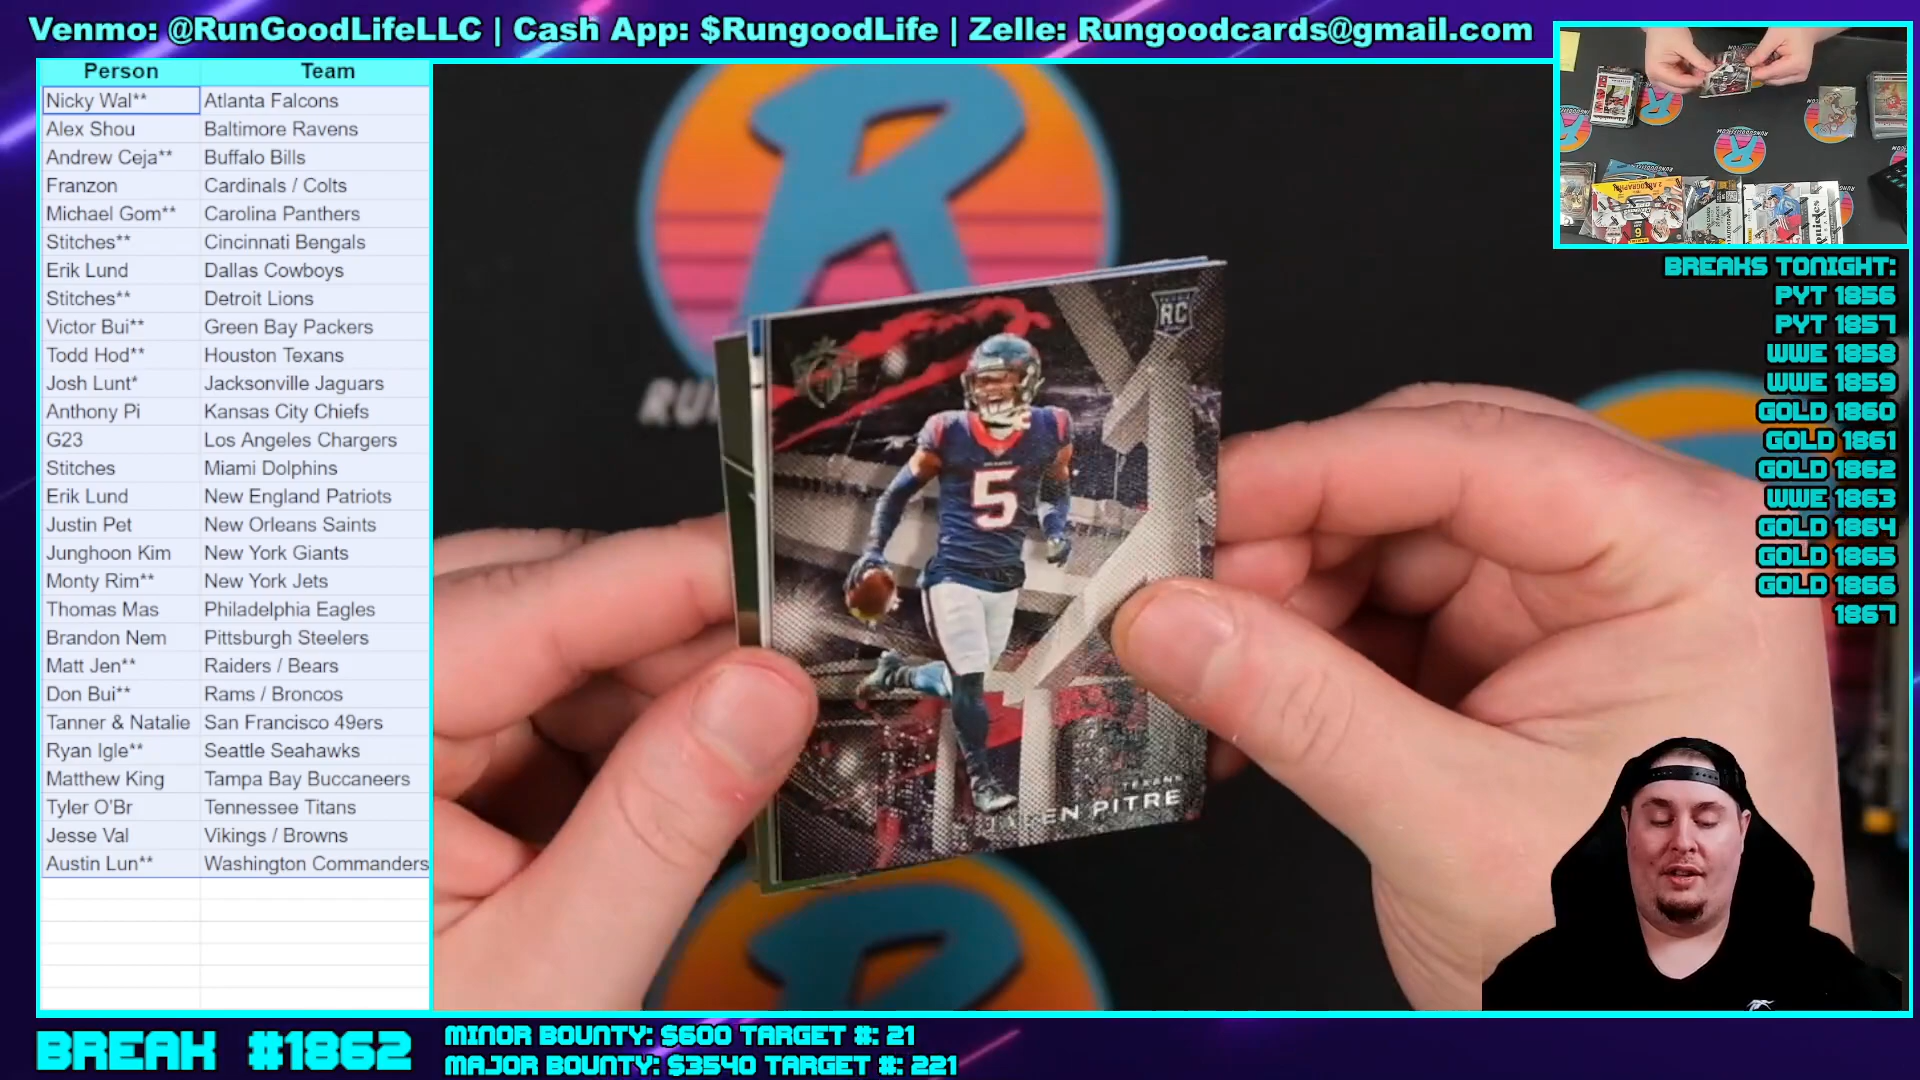 Venmo: @RunGoodLifeLLC | Cash App: $RungoodLife | Zelle: Rungoodcards@gmail.com
Person Team
Nicky Wal** Atlanta Falcons
Alex Shou Baltimore Ravens
Andrew Ceja** Buffalo Bills
Franzon Cardinals / Colts
Michael Gom** Carolina Panthers
Stitches** Cincinnati Bengals
Erik Lund Dallas Cowboys
Stitches** Detroit Lions
Victor Bui** Green Bay Packers
Todd Hod** Houston Texans
Josh Lunt* Jacksonville Jaguars
Anthony Pi Kansas City Chiefs
G23 Los Angeles Chargers
Stitches Miami Dolphins
Erik Lund New England Patriots
Justin Pet New Orleans Saints
Junghoon Kim New York Giants
Monty Rim** New York Jets
Thomas Mas Philadelphia Eagles
Brandon Nem Pittsburgh Steelers
Matt Jen** Raiders / Bears
Don Bui** Rams / Broncos
Tanner & Natalie San Francisco 49ers
Ryan Igle** Seattle Seahawks
Matthew King Tampa Bay Buccaneers
Tyler O'Br Tennessee Titans
Jesse Val Vikings / Browns
Austin Lun** Washington Commanders
R
RU
RC
5
TEXANS
JALEN PITRE
R
BREAKS TONIGHT:
PYT 1856
PYT 1857
WWE 1858
WWE 1859
GOLD 1860
GOLD 1861
GOLD 1862
WWE 1863
GOLD 1864
GOLD 1865
GOLD 1866
1867
BREAK #1862
MINOR BOUNTY: $600 TARGET #: 21
MAJOR BOUNTY: $3540 TARGET #: 221